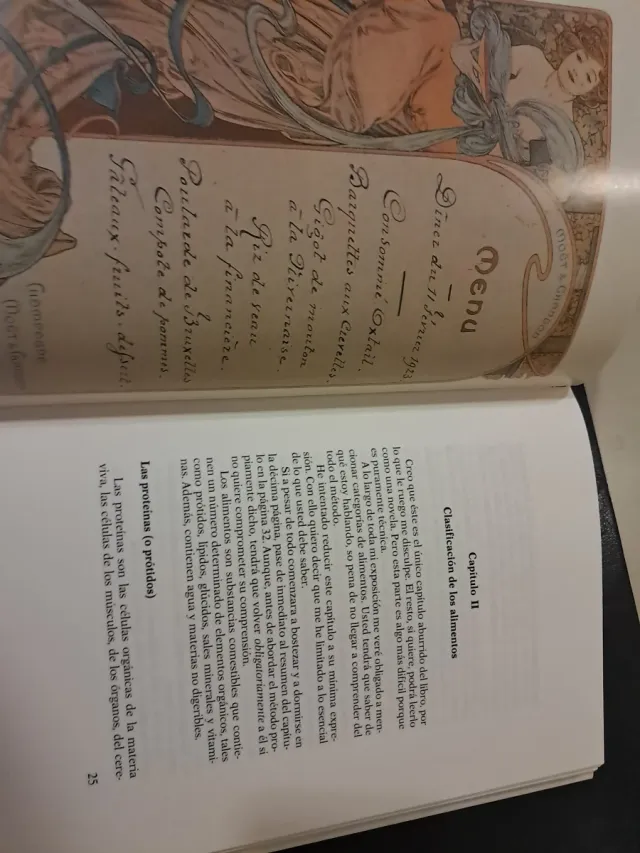 MOËT & CHANDON
Menu
Diner du 11 Février 1923
Consommé Oxtail.
Barquettes aux Crevettes.
Gigot de mouton
à la Nivernaise.
Riz de veau
à la financière.
Poularde de Bruxelles
Compote de pommes.
Gâteaux. fruits. dessert.
CHAMPAGNE
MOËT & CHANDON
Capítulo II
Clasificación de los alimentos
Creo que éste es el único capítulo aburrido del libro, por
lo que le ruego me disculpe. El resto, si quiere, podrá leerlo
como una novela. Pero esta parte es algo más difícil porque
es puramente técnica.
A lo largo de toda mi exposición me veré obligado a men-
cionar categorías de alimentos. Usted tendrá que saber de
qué estoy hablando, so pena de no llegar a comprender del
todo el método.
He intentado reducir este capítulo a su mínima expre-
sión. Con ello quiero decir que me he limitado a lo esencial
de lo que usted debe saber.
Si a pesar de todo comenzara a bostezar y a dormirse en
la décima página, pase de inmediato al resumen del capítu-
lo en la página 32. Aunque, antes de abordar el método pro-
piamente dicho, tendrá que volver obligatoriamente a él si
no quiere comprometer su comprensión.
Los alimentos son substancias comestibles que contie-
nen un número determinado de elementos orgánicos, tales
como prótidos, lípidos, glúcidos, sales minerales y vitami-
nas. Además, contienen agua y materias no digeribles.
Las proteínas (o prótidos)
Las proteínas son las células orgánicas de la materia
viva, las células de los músculos, de los órganos, del cere-
25